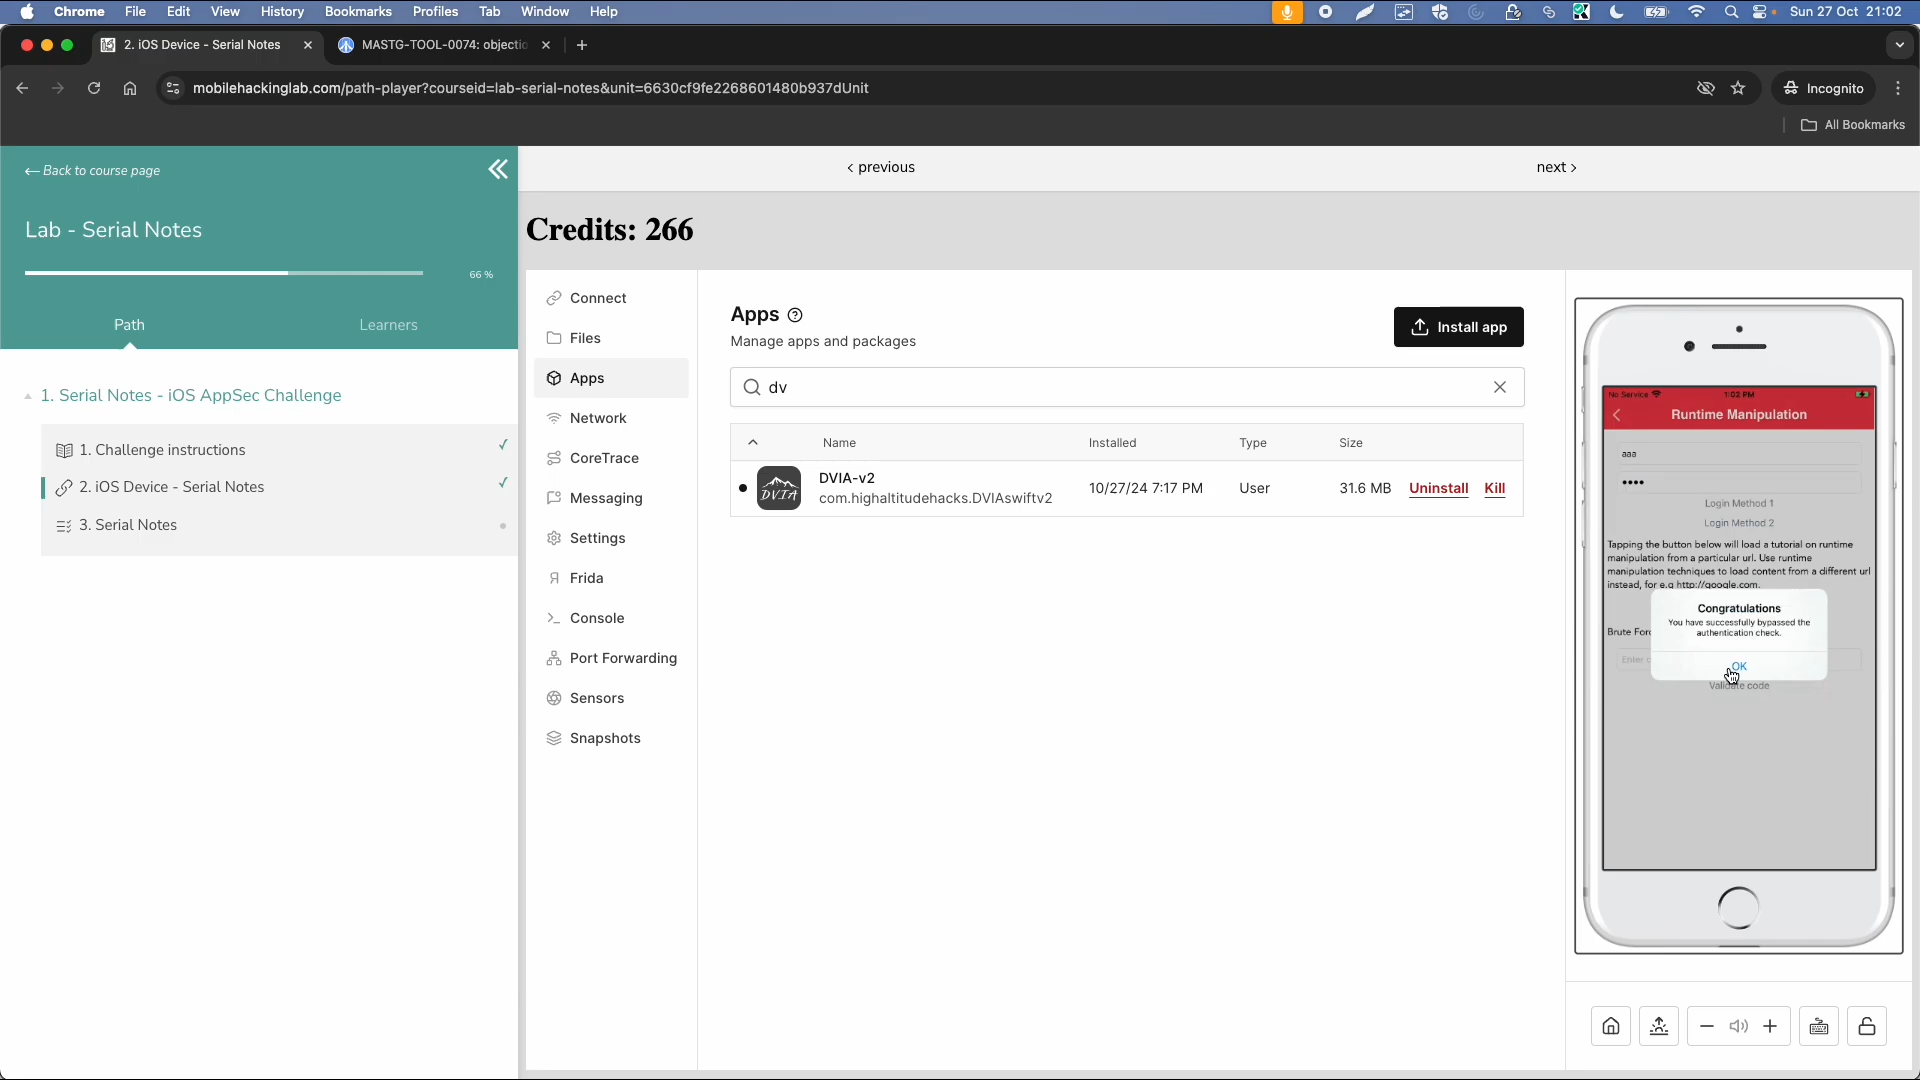 Chrome File Edit View History Bookmarks Profiles Tab Window Help Sun 27 Oct 21:02
2. iOS Device - Serial Notes MASTG-TOOL-0074: objectio
mobilehackinglab.com/path-player?courseid=lab-serial-notes&unit=6630cf9fe2268601480b937dUnit Incognito
All Bookmarks
Back to course page
Lab - Serial Notes
66 %
Path Learners
1. Serial Notes - iOS AppSec Challenge
1. Challenge instructions
2. iOS Device - Serial Notes
3. Serial Notes
< previous next >
Credits: 266
Connect
Files
Apps
Network
CoreTrace
Messaging
Settings
Frida
Console
Port Forwarding
Sensors
Snapshots
Apps
Manage apps and packages
Install app
dv
Name Installed Type Size
DVIA
DVIA-v2
com.highaltitudehacks.DVIAswiftv2
10/27/24 7:17 PM User 31.6 MB Uninstall Kill
No Service 1:02 PM
Runtime Manipulation
aaa
••••
Login Method 1
Login Method 2
Tapping the button below will load a tutorial on runtime
manipulation from a particular url. Use runtime
manipulation techniques to load content from a different url
instead, for e.g http://google.com.
Congratulations
You have successfully bypassed the
authentication check.
Brute Forc
Enter c
OK
Validate code